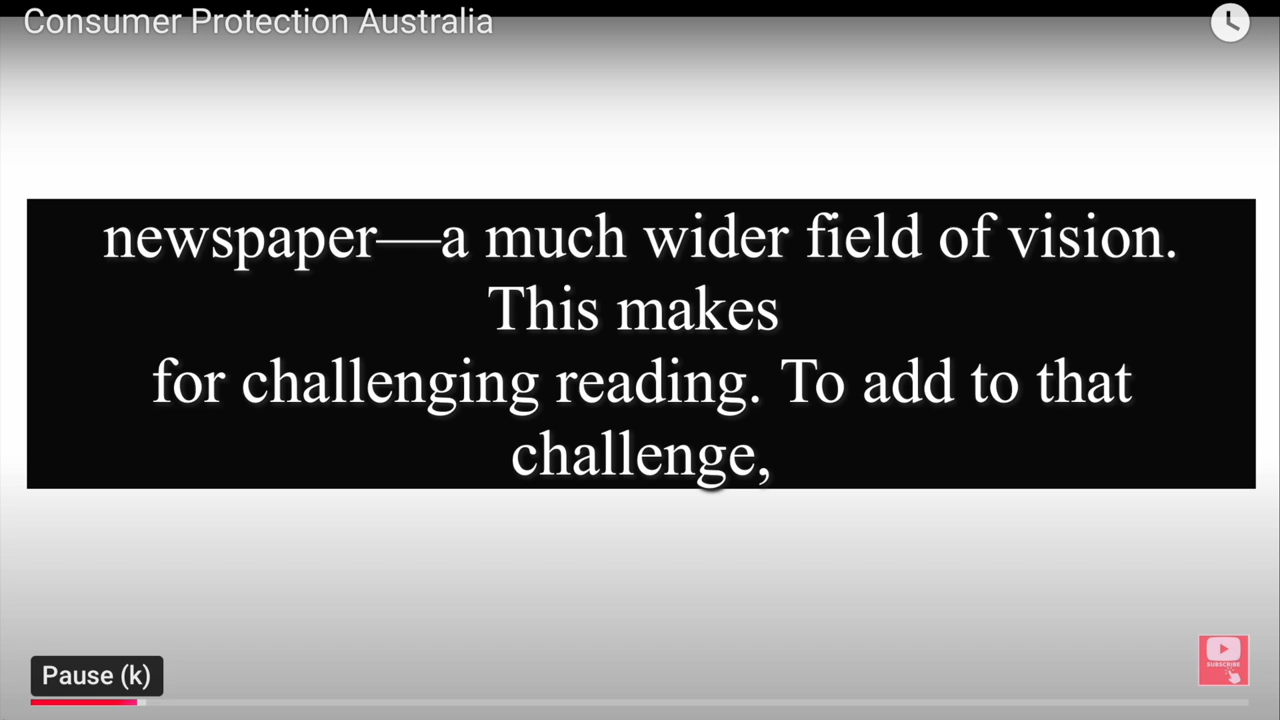 Consumer Protection Australia
newspaper—a much wider field of vision.
This makes
for challenging reading. To add to that
challenge,
SUBSCRIBE
Pause (k)